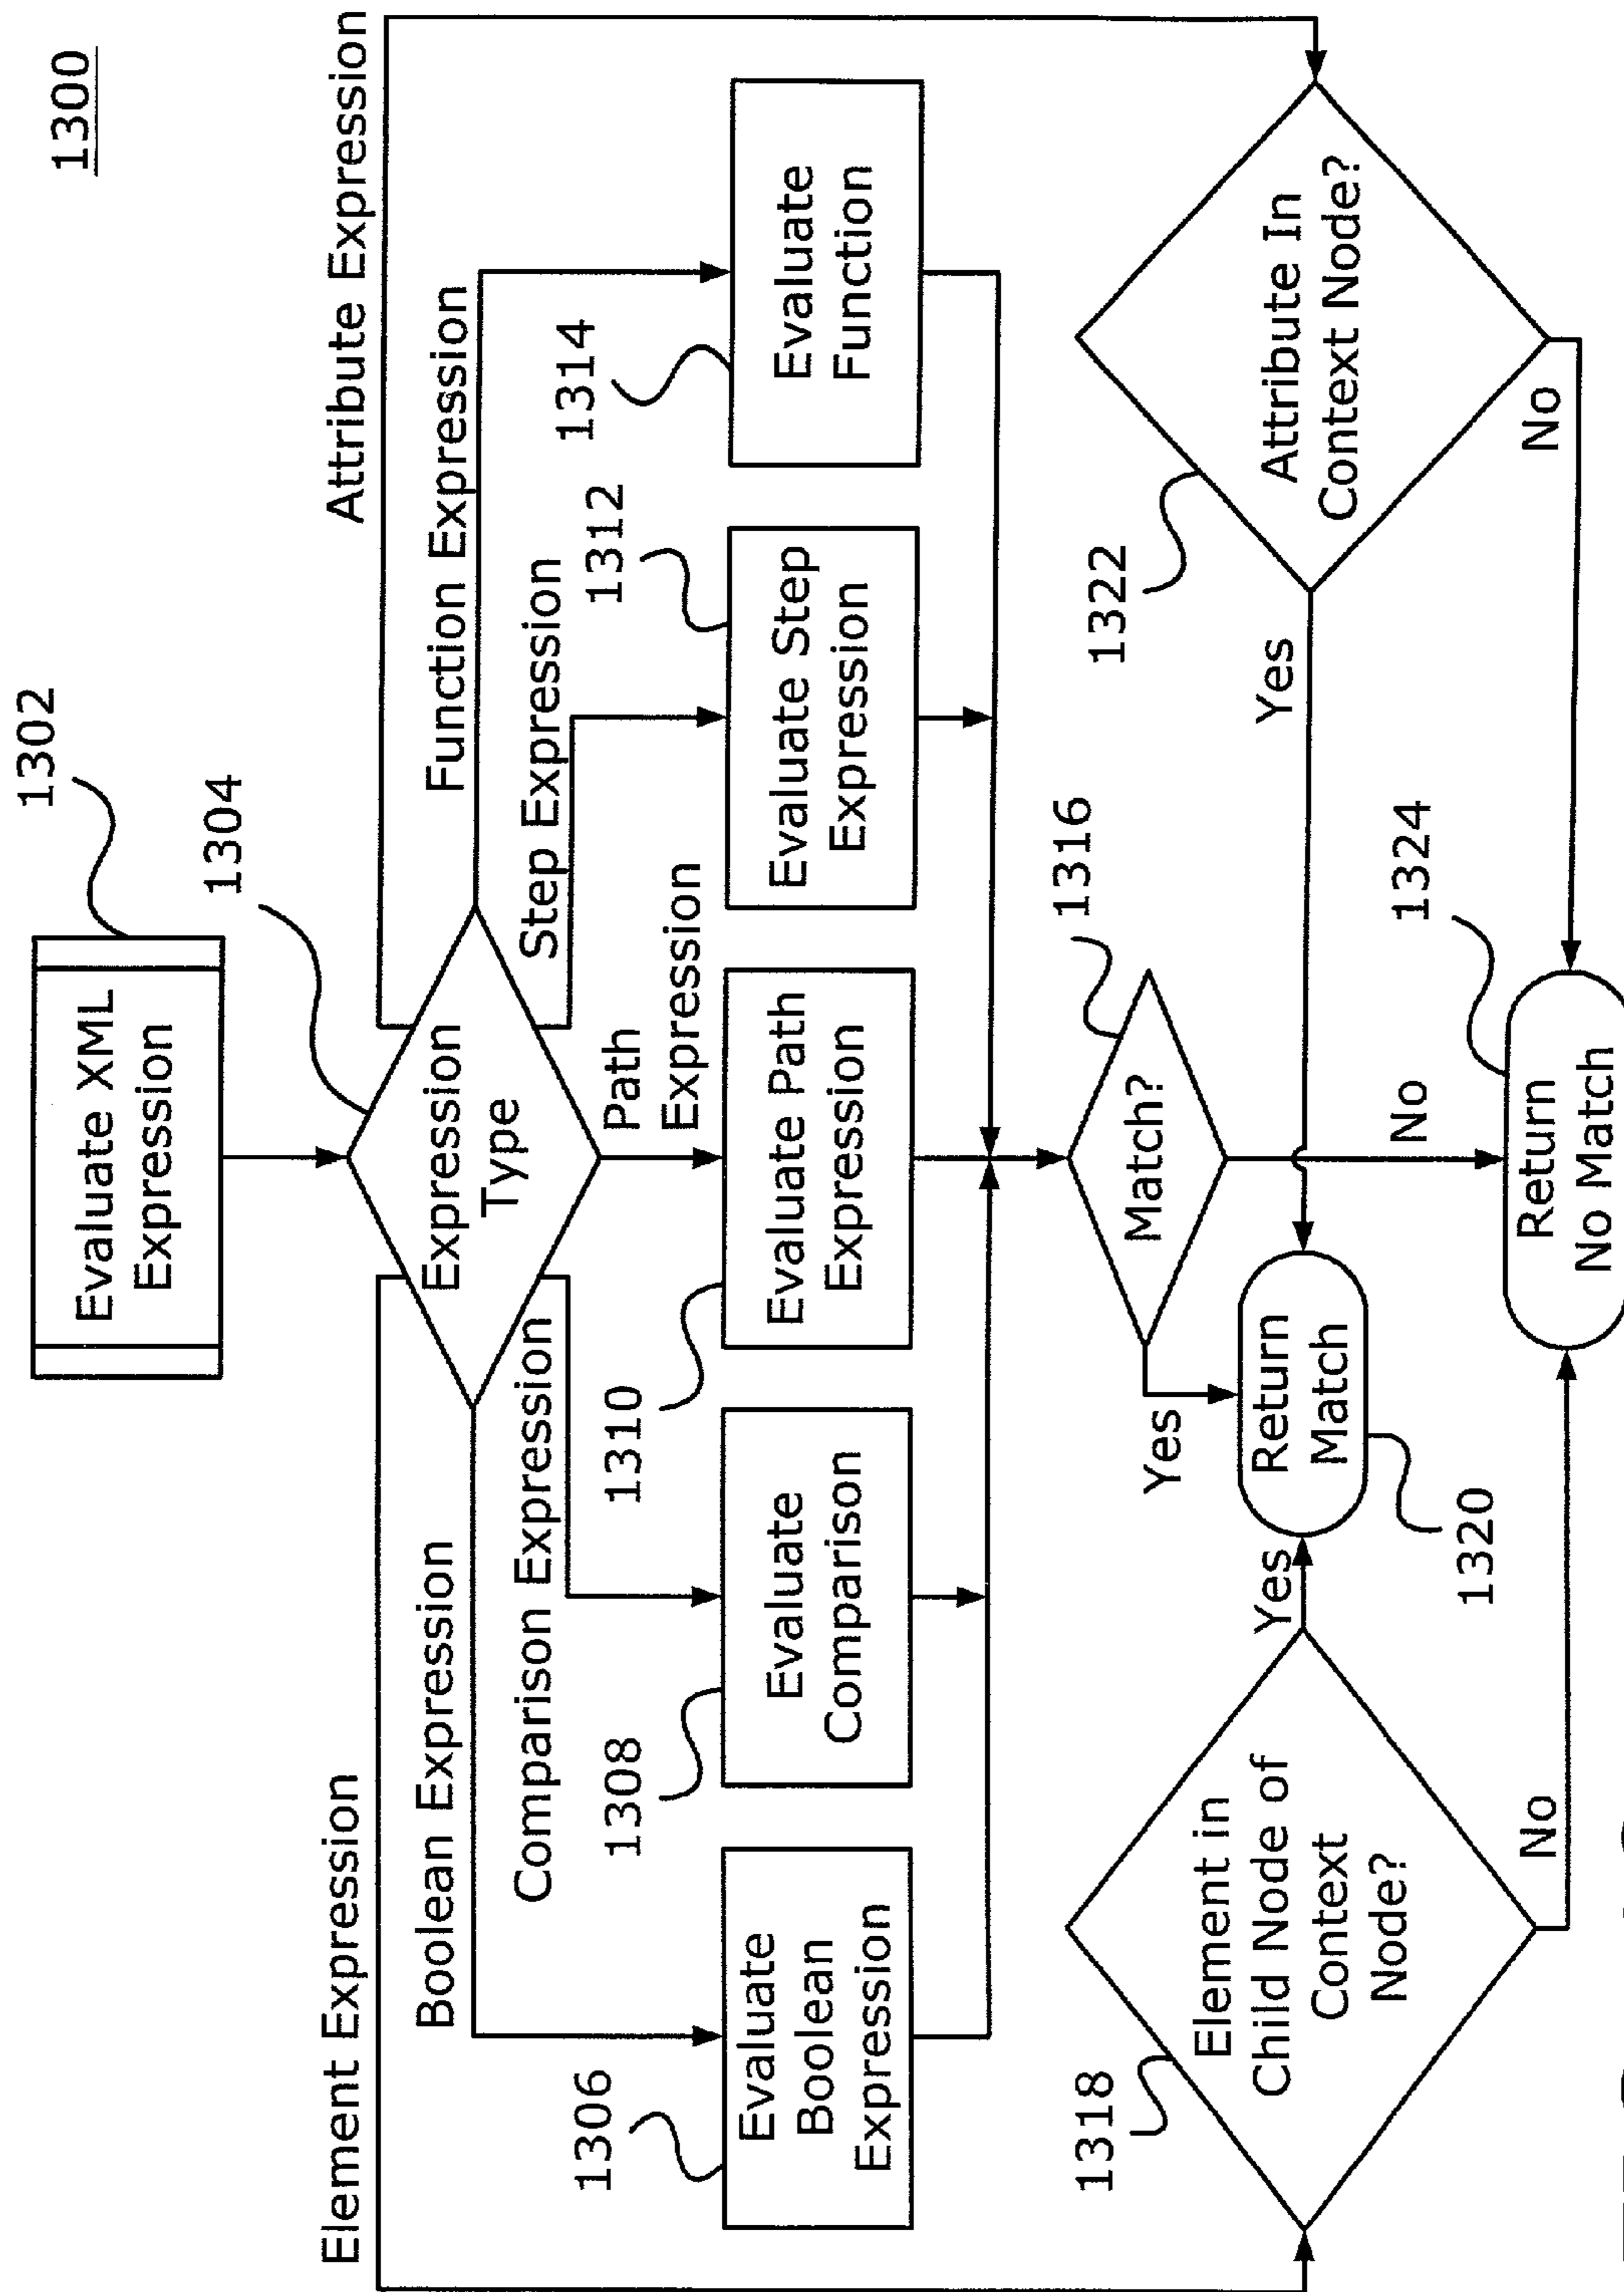 1300
1302
Evaluate XML
Expression
1304
Expression
Type
Element Expression
Attribute Expression
Boolean Expression
Function Expression
Comparison Expression
Step Expression
Path
Expression
1306
Evaluate
Boolean
Expression
1308
Evaluate
Comparison
1310
Evaluate Path
Expression
1312
Evaluate Step
Expression
1314
Evaluate
Function
1316
Match?
Yes
No
1318
Element in
Child Node of
Context
Node?
Yes
No
1320
Return
Match
1322
Attribute In
Context Node?
Yes
No
1324
Return
No Match